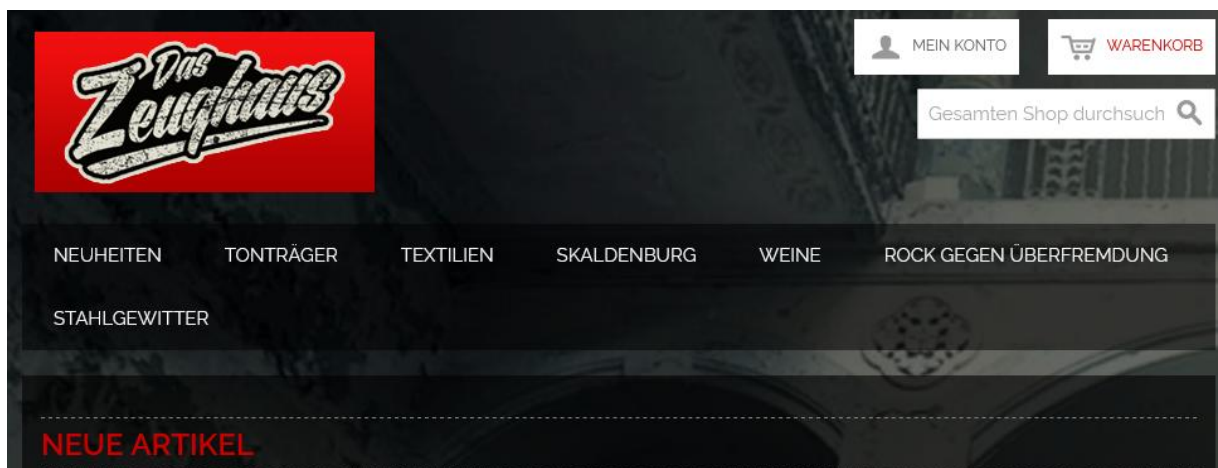 Das
Zeughaus
MEIN KONTO
WARENKORB
Gesamten Shop durchsuch
NEUHEITEN TONTRÄGER TEXTILIEN SKALDENBURG WEINE ROCK GEGEN ÜBERFREMDUNG
STAHLGEWITTER
NEUE ARTIKEL